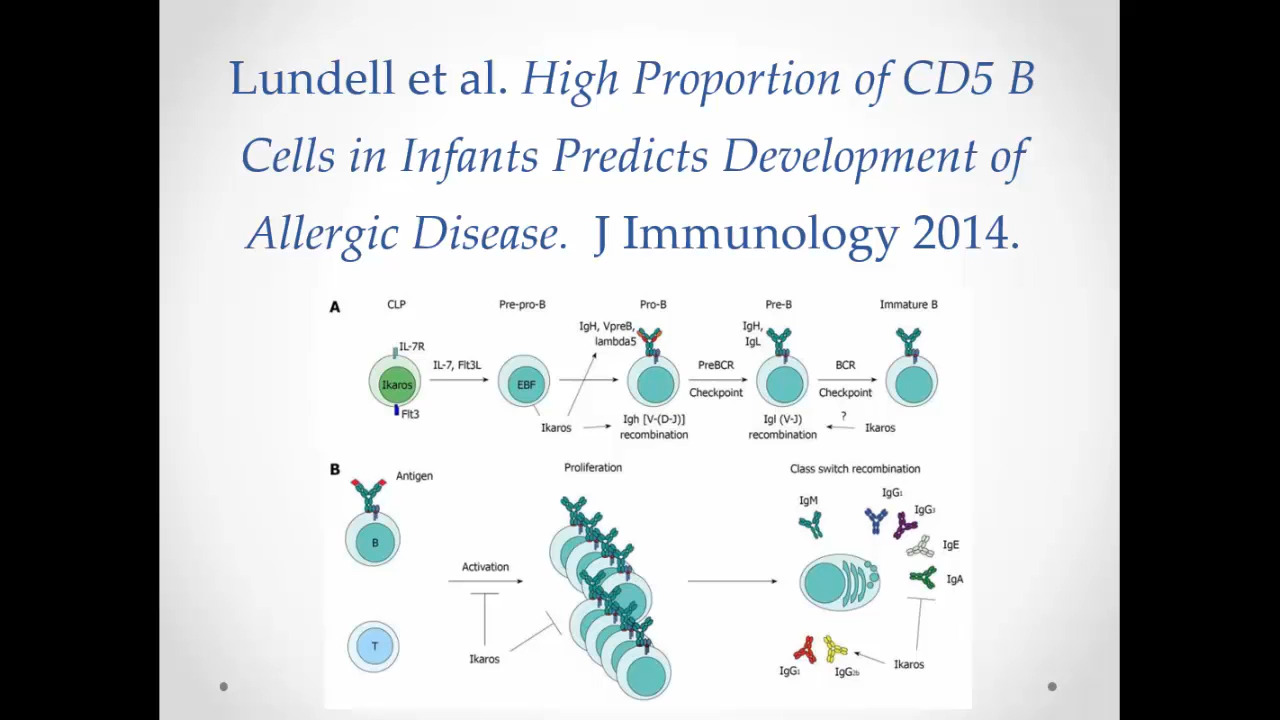 Lundell et al. High Proportion of CD5 B
Cells in Infants Predicts Development of
Allergic Disease. J Immunology 2014.
A
CLP
Pre-pro-B
Pro-B
Pre-B
Immature B
IL-7R
Ikaros
Flt3
IL-7, Flt3L
EBF
IgH, VpreB,
lambda5
Ikaros
Igh [V-(D-J)]
recombination
PreBCR
Checkpoint
IgH,
IgL
Igl (V-J)
recombination
BCR
Checkpoint
?
Ikaros
B
Antigen
B
T
Activation
Ikaros
Proliferation
Class switch recombination
IgM
IgG1
IgG3
IgE
IgA
IgG1
IgG2b
Ikaros